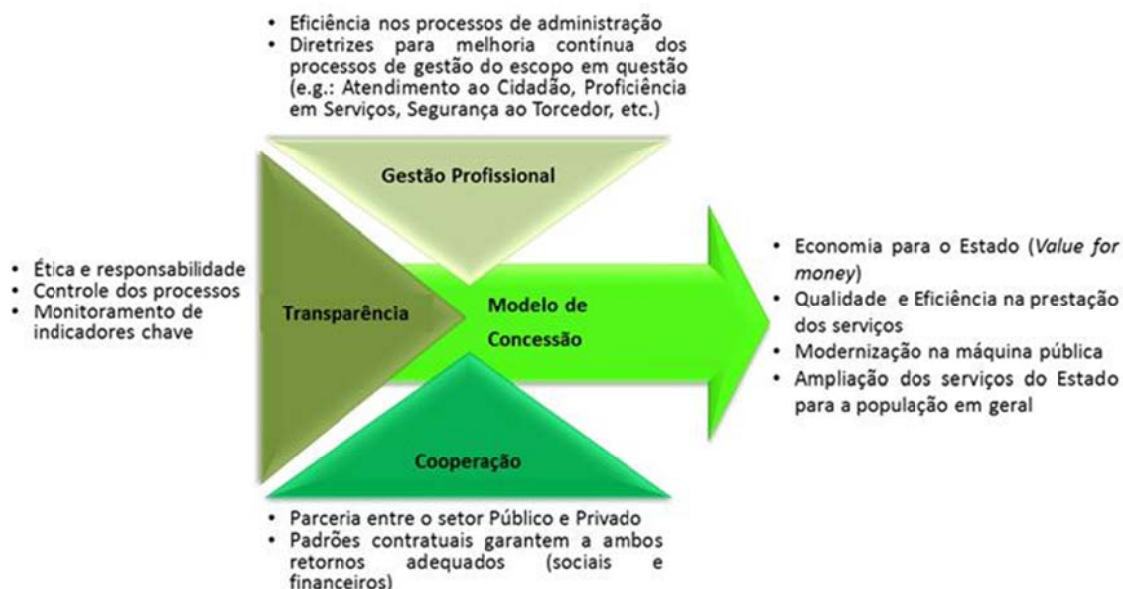 • Eficiência nos processos de administração
• Diretrizes para melhoria contínua dos
processos de gestão do escopo em questão
(e.g.: Atendimento ao Cidadão, Proficiência
em Serviços, Segurança ao Torcedor, etc.)
Gestão Profissional
• Ética e responsabilidade
• Controle dos processos
• Monitoramento de
indicadores chave
Transparência
Modelo de
Concessão
• Economia para o Estado (Value for
money)
• Qualidade e Eficiência na prestação
dos serviços
• Modernização na máquina pública
• Ampliação dos serviços do Estado
para a população em geral
Cooperação
• Parceria entre o setor Público e Privado
• Padrões contratuais garantem a ambos
retornos adequados (sociais e
financeiros)